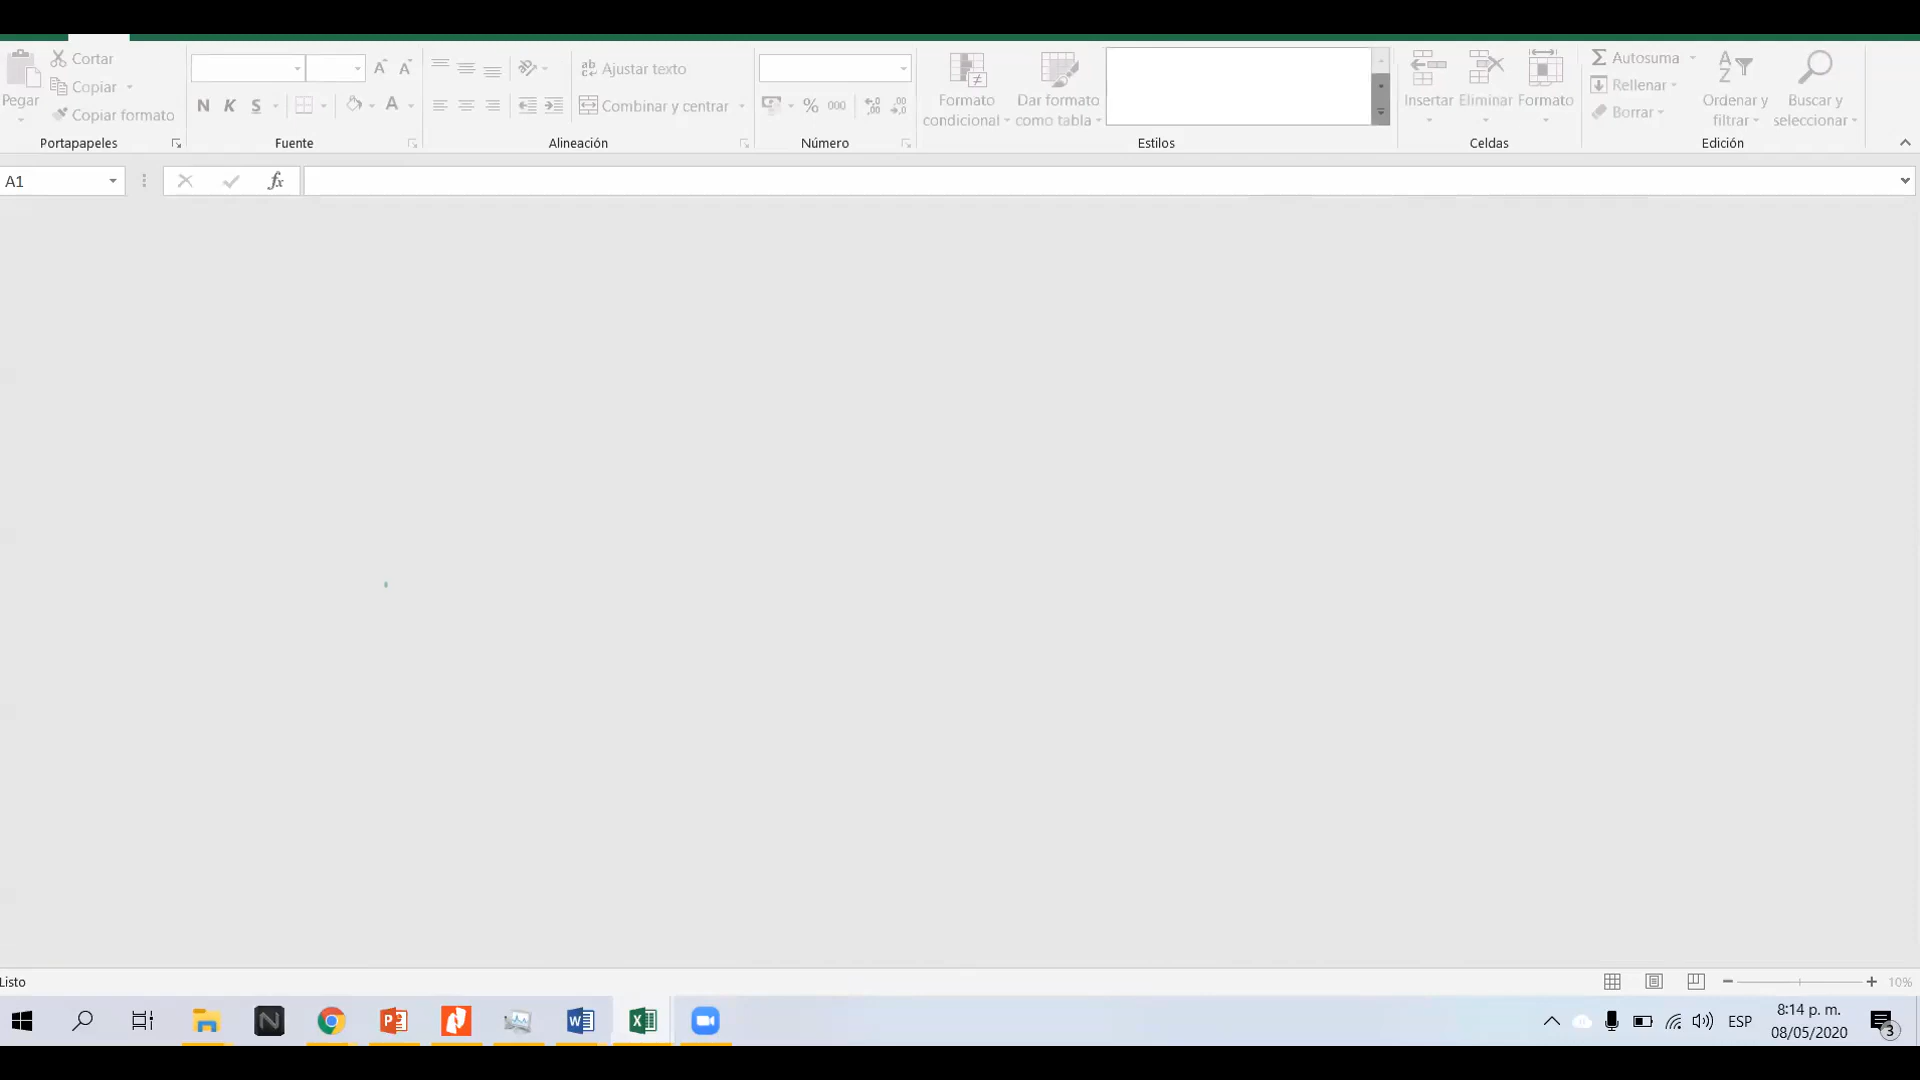 Cortar
Copiar
Copiar formato
Pegar
Portapapeles
N K S A
Fuente
Ajustar texto
Combinar y centrar
Alineación
% 000
Número
Formato condicional
Dar formato como tabla
Estilos
Insertar Eliminar Formato
Celdas
Autosuma
Rellenar
Borrar
Ordenar y filtrar
Buscar y seleccionar
Edición
A1
fx
Listo
10%
ESP
8:14 p. m.
08/05/2020
3